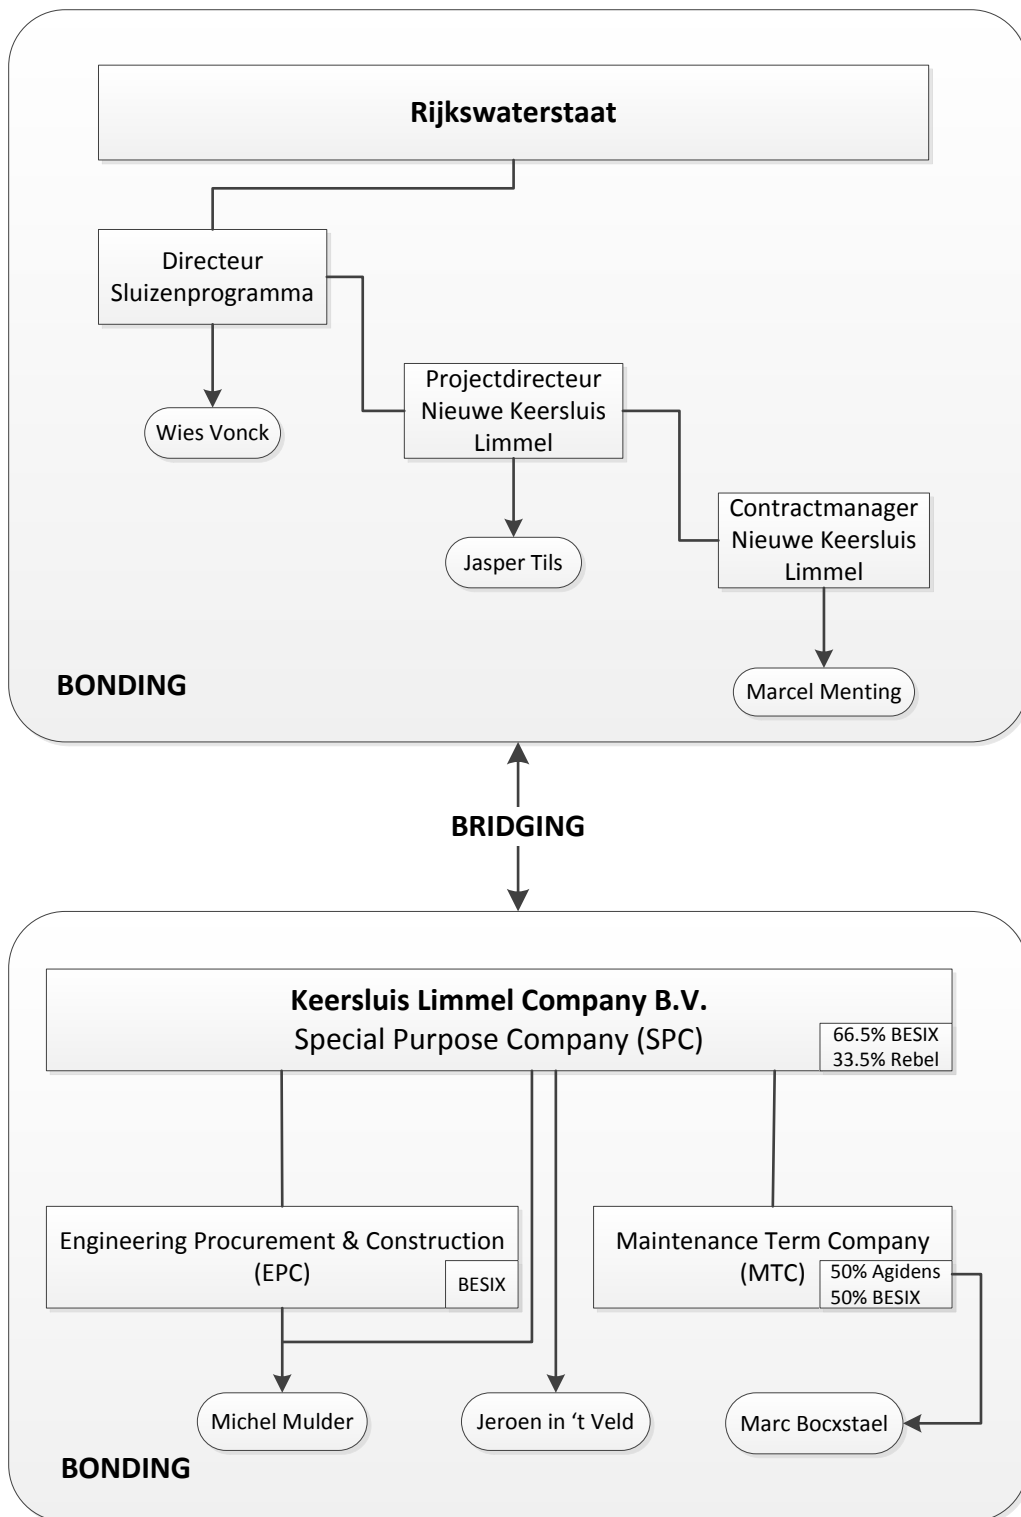 Rijkswaterstaat
Directeur
Sluizenprogramma
Wies Vonck
Projectdirecteur
Nieuwe Keersluis
Limmel
Jasper Tils
Contractmanager
Nieuwe Keersluis
Limmel
Marcel Menting
BONDING
BRIDGING
Keersluis Limmel Company B.V.
Special Purpose Company (SPC)
66.5% BESIX
33.5% Rebel
Engineering Procurement & Construction
(EPC)
BESIX
Maintenance Term Company
(MTC)
50% Agidens
50% BESIX
Michel Mulder
Jeroen in ‘t Veld
Marc Bocxstael
BONDING